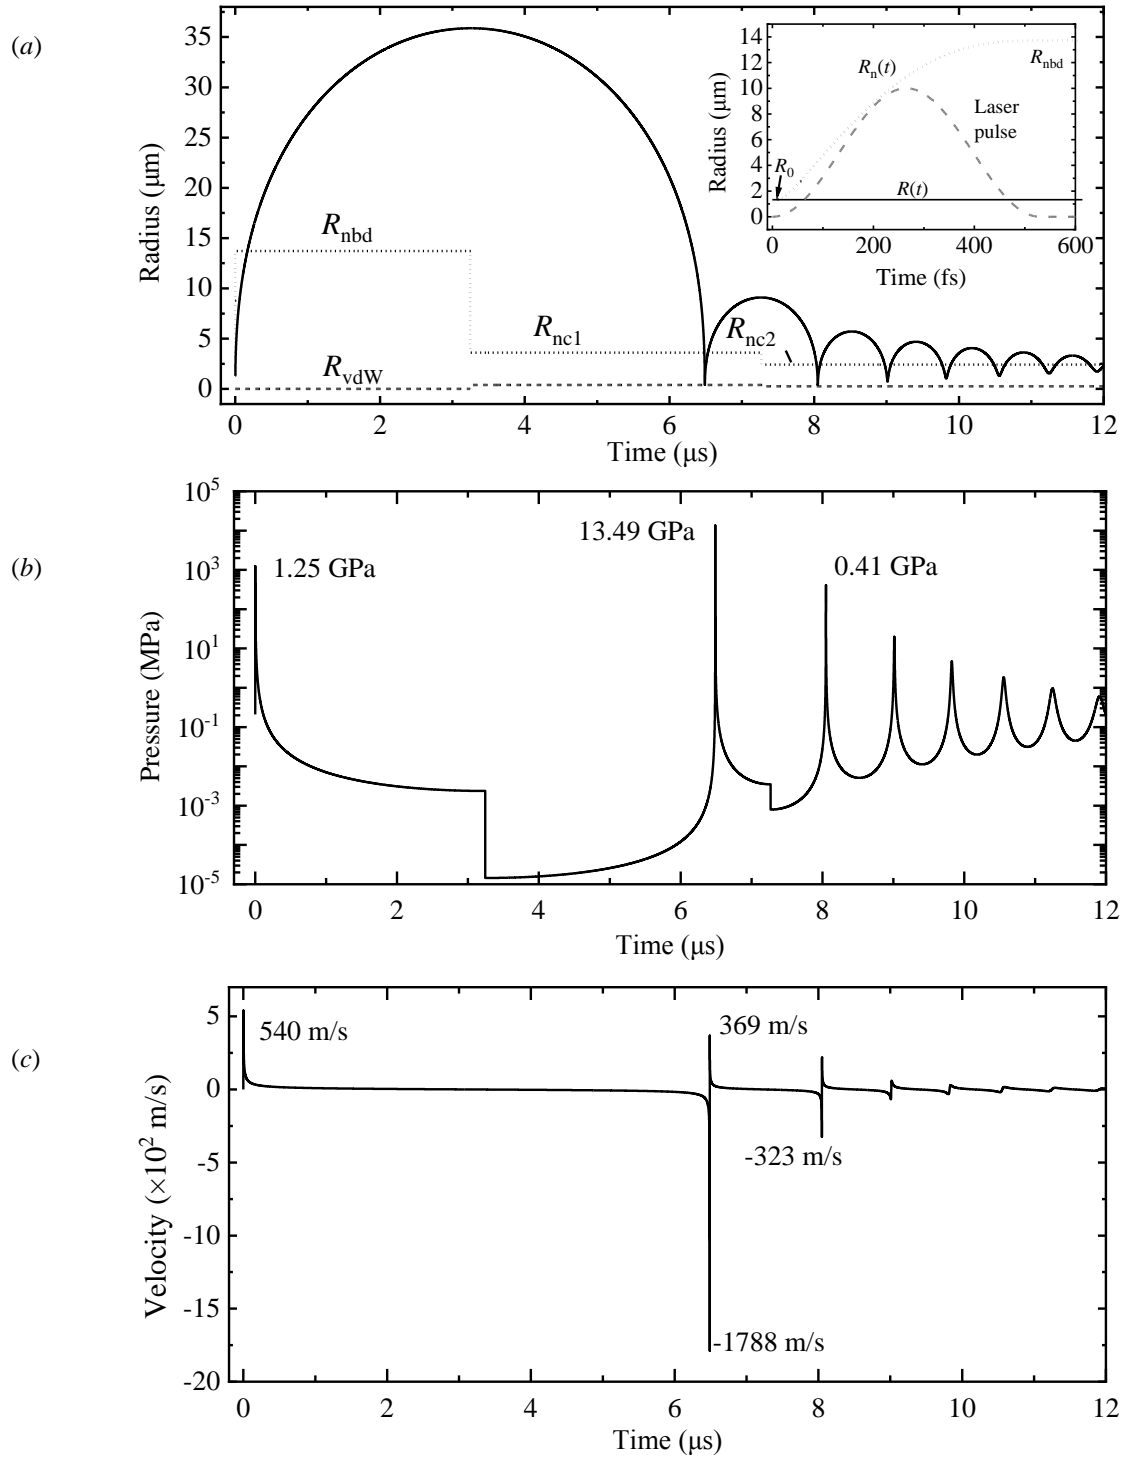 (a)
Radius (μm)
35
30
25
20
15
10
5
0
R_nbd
R_nc1
R_nc2
R_vdW
0 2 4 6 8 10 12
Time (μs)
Radius (μm)
14
12
10
8
6
4
2
0
R_n(t)
R_nbd
Laser
pulse
R_0
R(t)
0 200 400 600
Time (fs)
(b)
Pressure (MPa)
10^5
10^3
10^1
10^-1
10^-3
10^-5
1.25 GPa
13.49 GPa
0.41 GPa
0 2 4 6 8 10 12
Time (μs)
(c)
Velocity (×10^2 m/s)
5
0
-5
-10
-15
-20
540 m/s
369 m/s
-323 m/s
-1788 m/s
0 2 4 6 8 10 12
Time (μs)